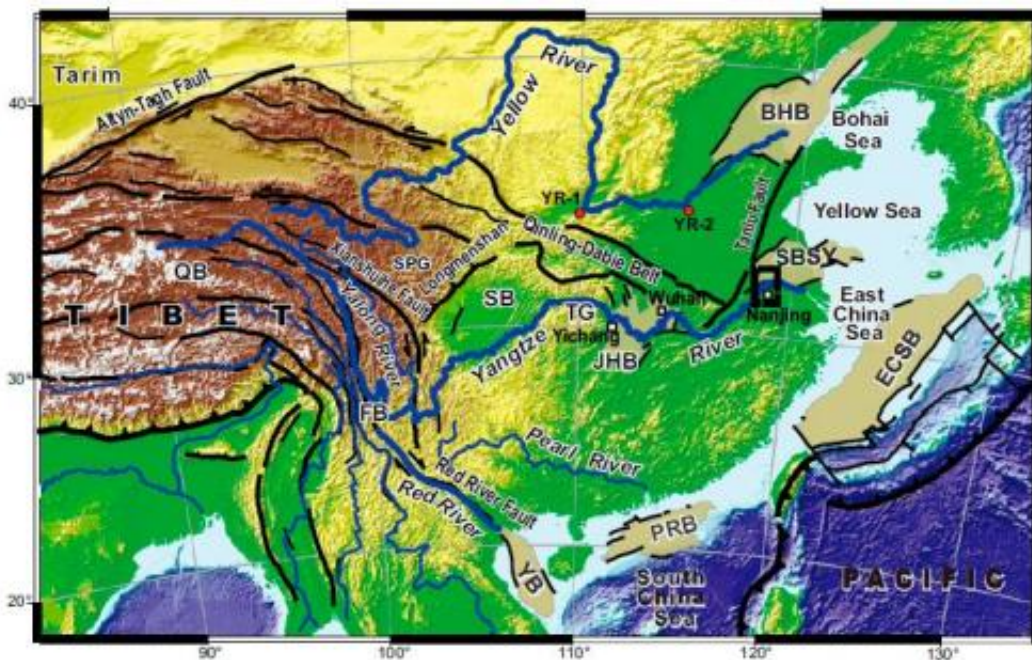 Tarim
Altyn-Tagh Fault
Yellow
River
BHB
Bohai
Sea
40°
YR-1
YR-2
Tanlu Fault
Yellow Sea
Qinling-Dabie Belt
SPG
Longmenshan
Xianshuihe Fault
Yalong River
QB
TIBET
SB
TG
Yichang
JHB
Wuhan
SBSY
Nanjing
East
China
Sea
Yangtze
River
ECSB
30°
FB
Pearl River
Red River Fault
Red River
PRB
YB
South
China
Sea
PACIFIC
20°
90°
100°
110°
120°
130°